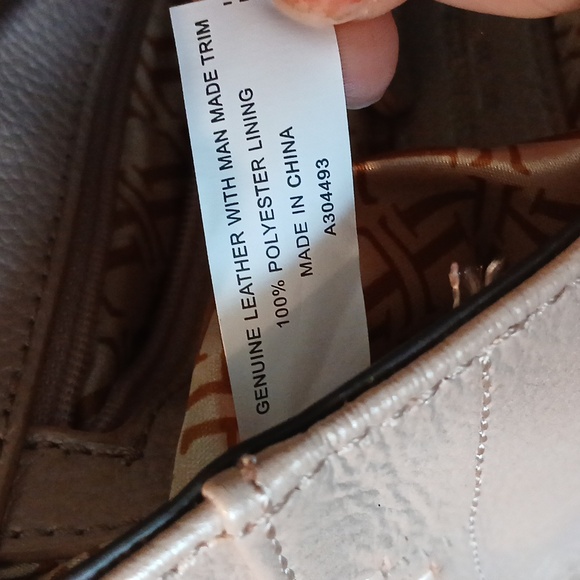 GENUINE LEATHER WITH MAN MADE TRIM
100% POLYESTER LINING
MADE IN CHINA
A304493